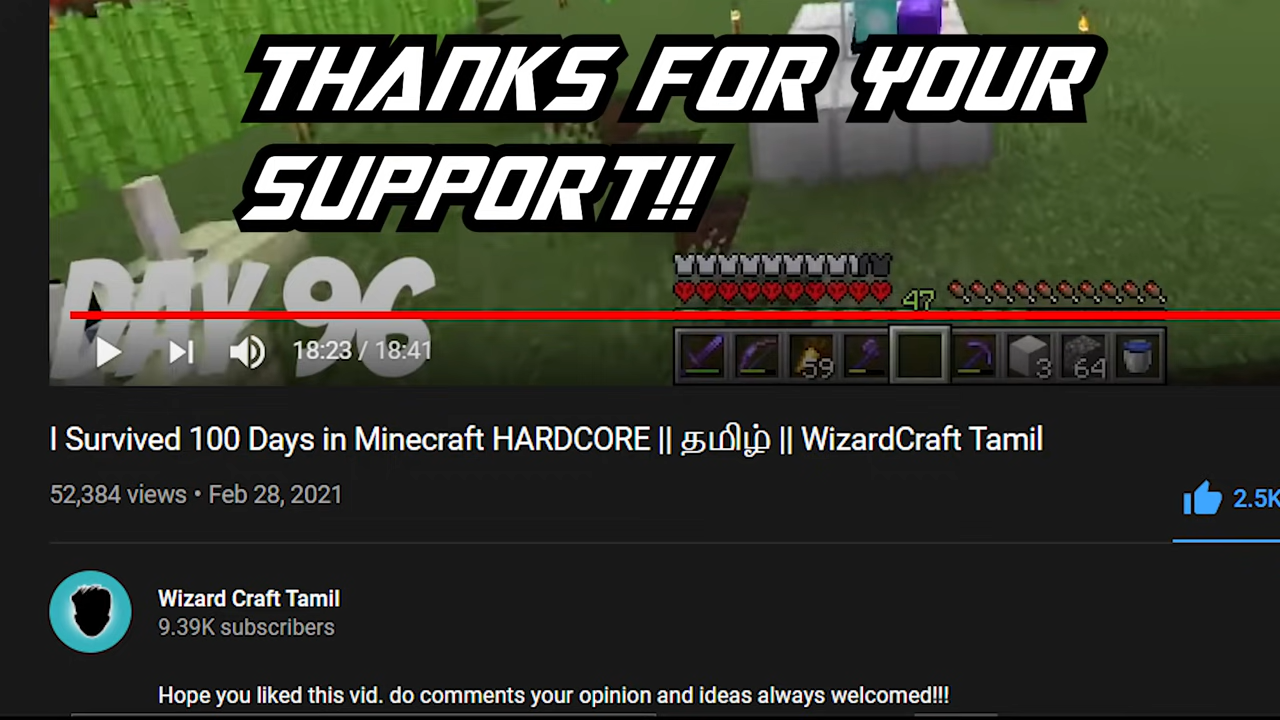 THANKS FOR YOUR
SUPPORT!!
DAY 96
47
59
3
64
18:23 / 18:41
I Survived 100 Days in Minecraft HARDCORE || தமிழ் || WizardCraft Tamil
52,384 views • Feb 28, 2021
2.5K
Wizard Craft Tamil
9.39K subscribers
Hope you liked this vid. do comments your opinion and ideas always welcomed!!!